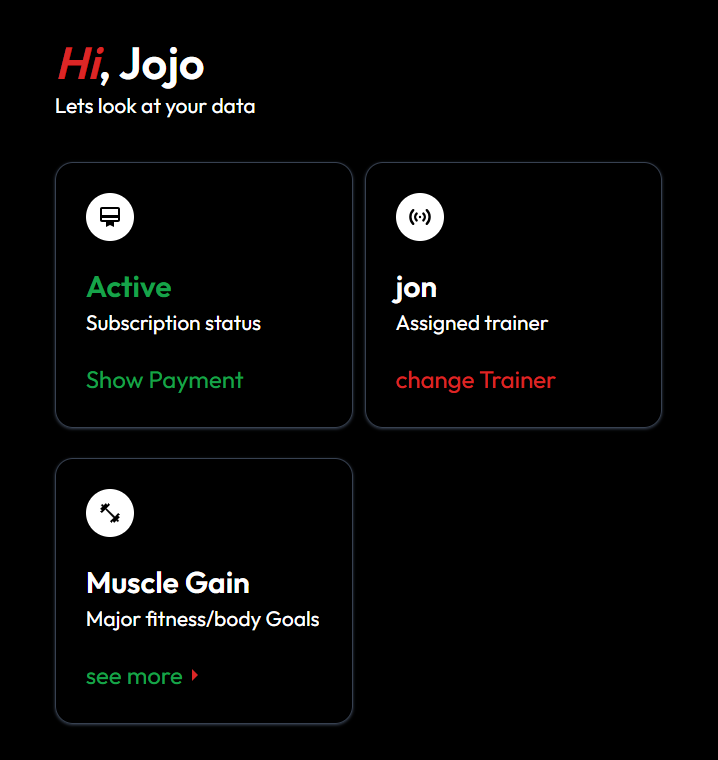 Hi, Jojo
Lets look at your data
Active
Subscription status
Show Payment
jon
Assigned trainer
change Trainer
Muscle Gain
Major fitness/body Goals
see more